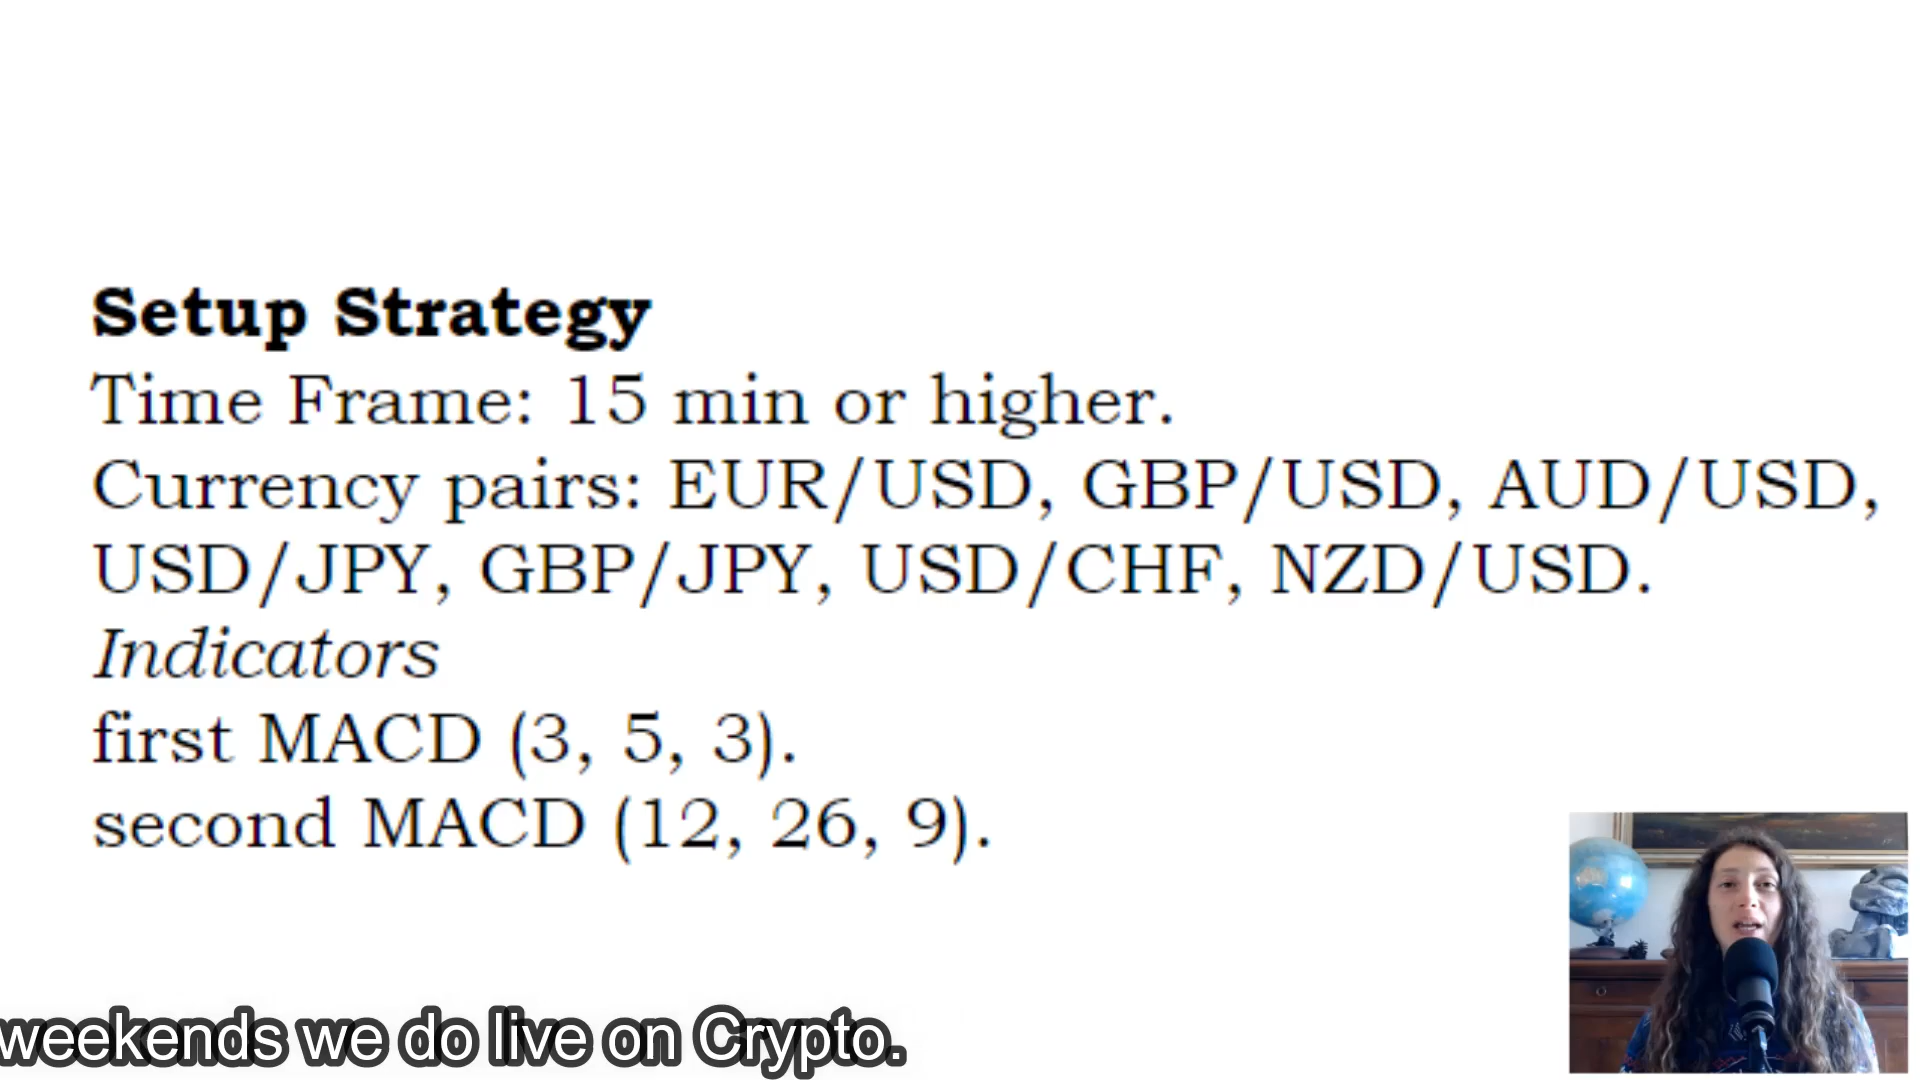 Setup Strategy
Time Frame: 15 min or higher.
Currency pairs: EUR/USD, GBP/USD, AUD/USD,
USD/JPY, GBP/JPY, USD/CHF, NZD/USD.
Indicators
first MACD (3, 5, 3).
second MACD (12, 26, 9).
weekends we do live on Crypto.